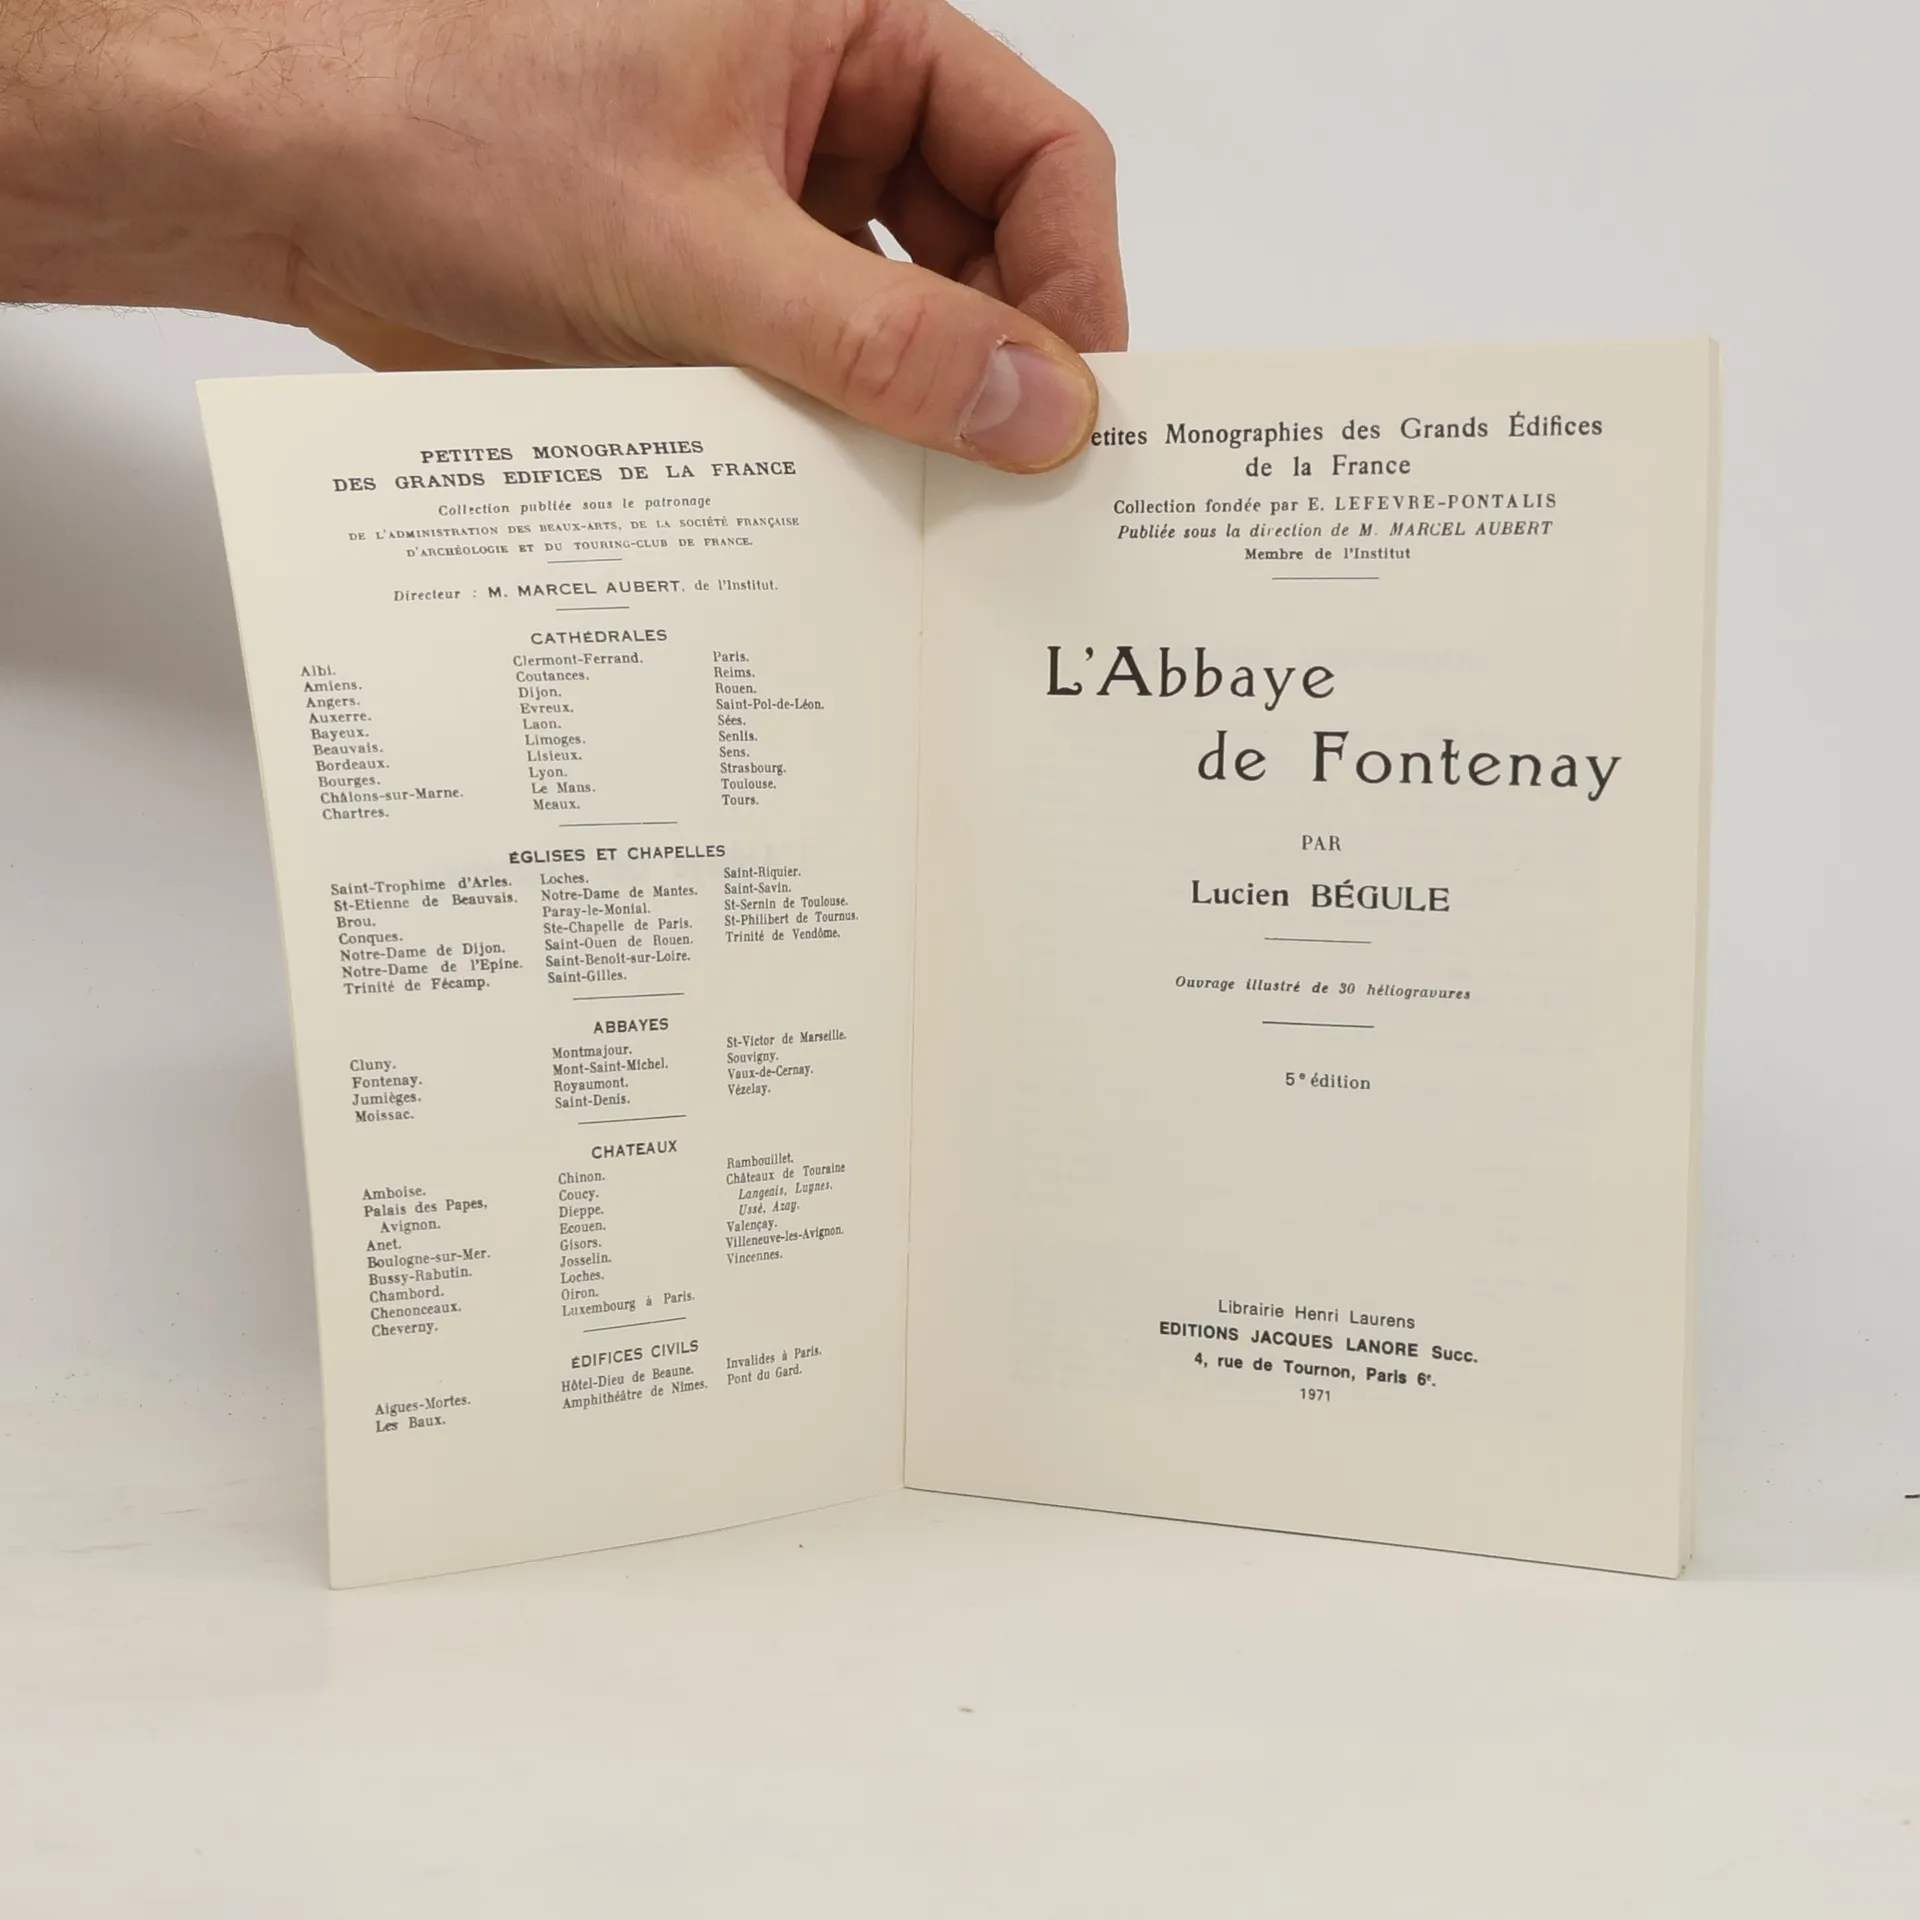 PETITES MONOGRAPHIES
DES GRANDS EDIFICES DE LA FRANCE
Collection publiée sous le patronage
DE L'ADMINISTRATION DES BEAUX-ARTS, DE LA SOCIÉTÉ FRANÇAISE
D'ARCHÉOLOGIE ET DU TOURING-CLUB DE FRANCE.
Directeur : M. MARCEL AUBERT, de l'Institut.
CATHÉDRALES
Albi.
Amiens.
Angers.
Auxerre.
Bayeux.
Beauvais.
Bordeaux.
Bourges.
Châlons-sur-Marne.
Chartres.
Clermont-Ferrand.
Coutances.
Dijon.
Evreux.
Laon.
Limoges.
Lisieux.
Lyon.
Le Mans.
Meaux.
Paris.
Reims.
Rouen.
Saint-Pol-de-Léon.
Sées.
Senlis.
Sens.
Strasbourg.
Toulouse.
Tours.
ÉGLISES ET CHAPELLES
Saint-Trophime d'Arles.
St-Etienne de Beauvais.
Brou.
Conques.
Notre-Dame de Dijon.
Notre-Dame de l'Epine.
Trinité de Fécamp.
Loches.
Notre-Dame de Mantes.
Paray-le-Monial.
Ste-Chapelle de Paris.
Saint-Ouen de Rouen.
Saint-Benoît-sur-Loire.
Saint-Gilles.
Saint-Riquier.
Saint-Savin.
St-Sernin de Toulouse.
St-Philibert de Tournus.
Trinité de Vendôme.
ABBAYES
Cluny.
Fontenay.
Jumièges.
Moissac.
Montmajour.
Mont-Saint-Michel.
Royaumont.
Saint-Denis.
St-Victor de Marseille.
Souvigny.
Vaux-de-Cernay.
Vézelay.
CHATEAUX
Amboise.
Palais des Papes,
Avignon.
Anet.
Boulogne-sur-Mer.
Bussy-Rabutin.
Chambord.
Chenonceaux.
Cheverny.
Chinon.
Coucy.
Dieppe.
Ecouen.
Gisors.
Josselin.
Loches.
Oiron.
Luxembourg à Paris.
Rambouillet.
Châteaux de Touraine
Langeais, Luynes,
Ussé, Azay.
Valençay.
Villeneuve-les-Avignon.
Vincennes.
ÉDIFICES CIVILS
Aigues-Mortes.
Les Baux.
Hôtel-Dieu de Beaune.
Amphithéâtre de Nîmes.
Invalides à Paris.
Pont du Gard.
etites Monographies des Grands Édifices
de la France
Collection fondée par E. LEFEVRE-PONTALIS
Publiée sous la direction de M. MARCEL AUBERT
Membre de l'Institut
L'Abbaye
de Fontenay
PAR
Lucien BÉGULE
Ouvrage illustré de 30 héliogravures
5e édition
Librairie Henri Laurens
EDITIONS JACQUES LANORE Succ.
4, rue de Tournon, Paris 6e.
1971